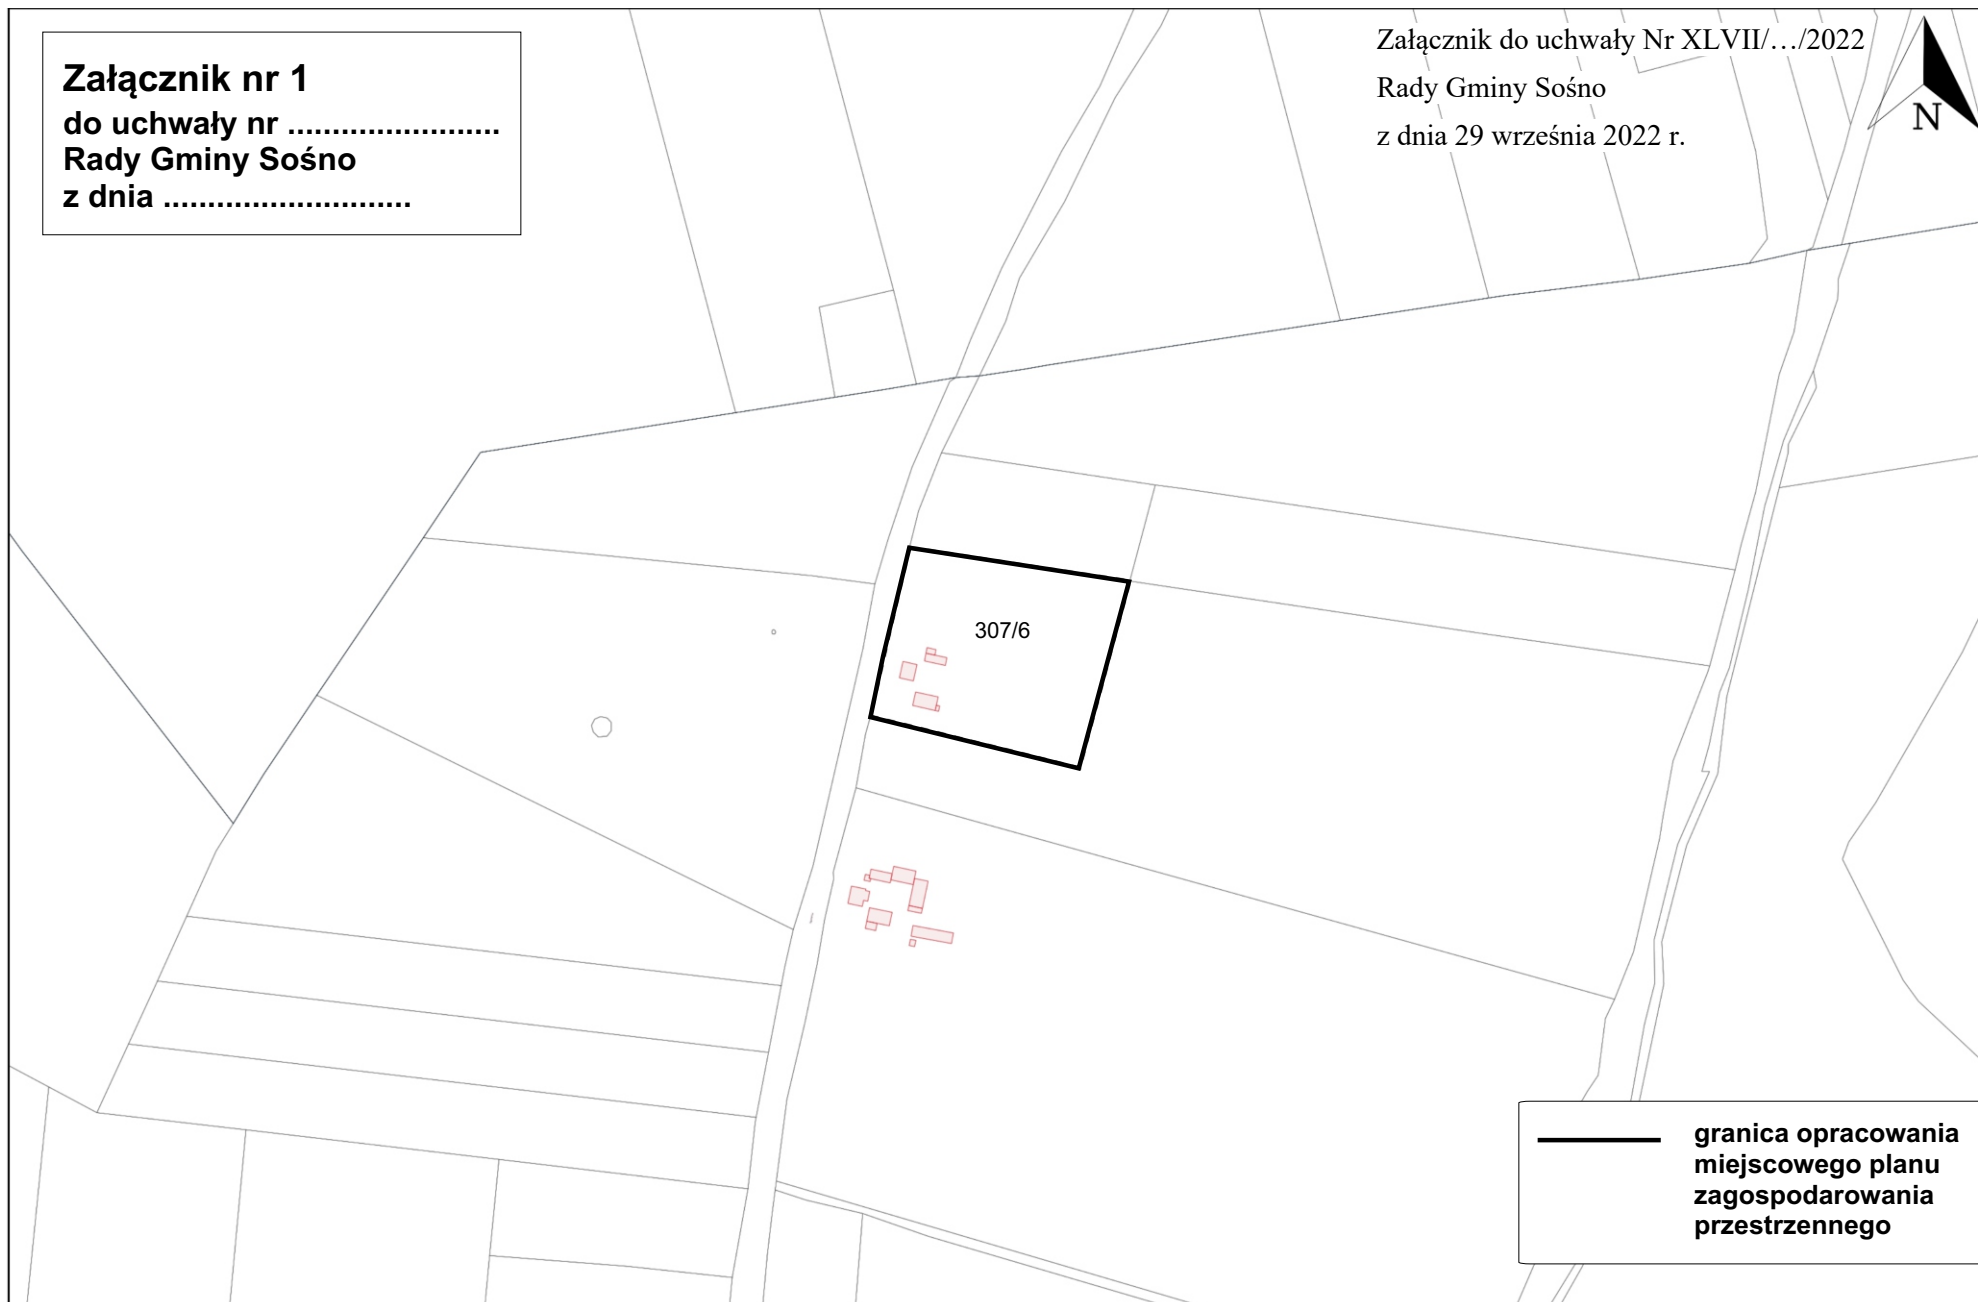 Załącznik nr 1
do uchwały nr ........................
Rady Gminy Sośno
z dnia ............................
Załącznik do uchwały Nr XLVII/…/2022
Rady Gminy Sośno
z dnia 29 września 2022 r.
N
307/6
granica opracowania
miejscowego planu
zagospodarowania
przestrzennego